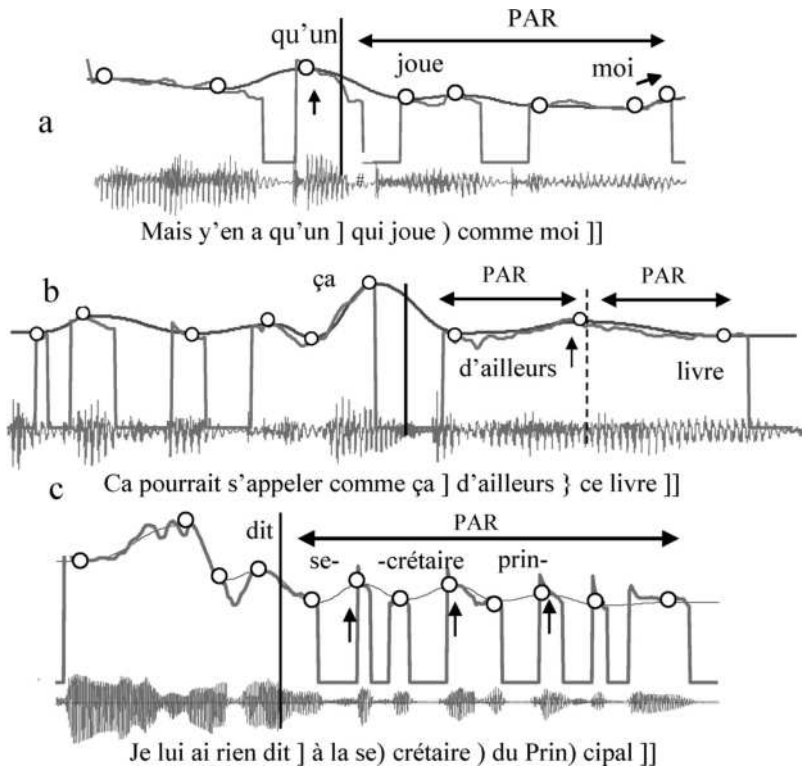 PAR
qu'un
joue
moi
a
#
Mais y'en a qu'un ] qui joue ) comme moi ]]
b
ça
PAR
PAR
d'ailleurs
livre
Ca pourrait s'appeler comme ça ] d'ailleurs } ce livre ]]
c
dit
PAR
se-
-crétaire
prin-
Je lui ai rien dit ] à la se) crétaire ) du Prin) cipal ]]